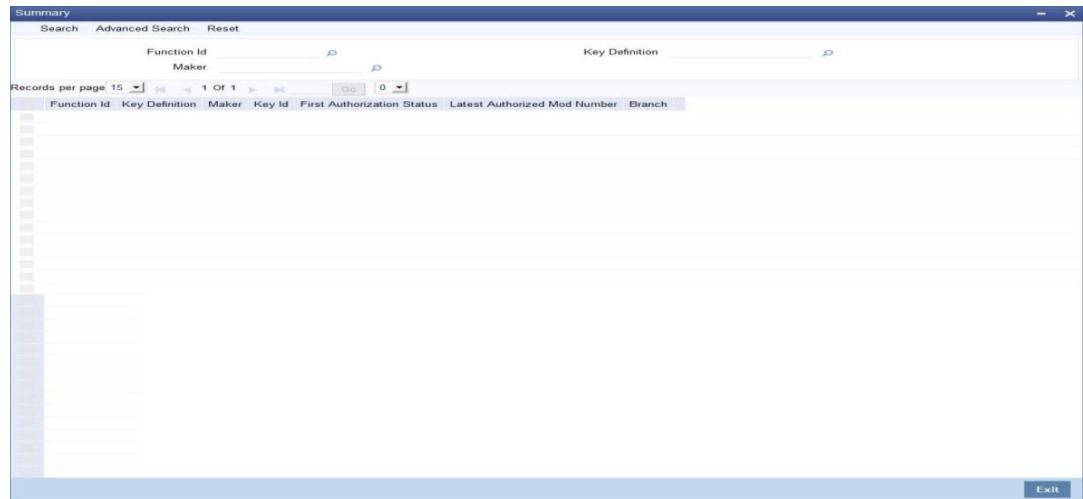 Summary
Search Advanced Search Reset
Function Id Key Definition
Maker
Records per page 15 1 Of 1 Go 0
Function Id Key Definition Maker Key Id First Authorization Status Latest Authorized Mod Number Branch
Exit